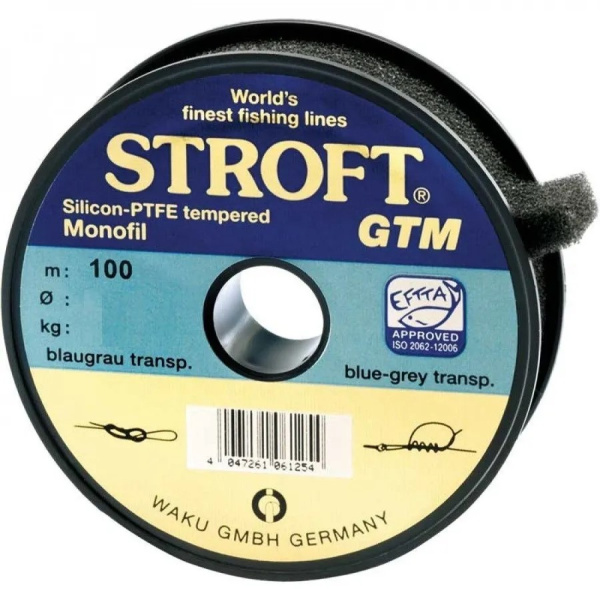 World's
finest fishing lines
STROFT®
Silicon-PTFE tempered
Monofil
GTM
m: 100
Ø:
kg:
EFTTA
APPROVED
ISO 2062-12006
blaugrau transp.
blue-grey transp.
4 047261 061254
WAKU GMBH GERMANY